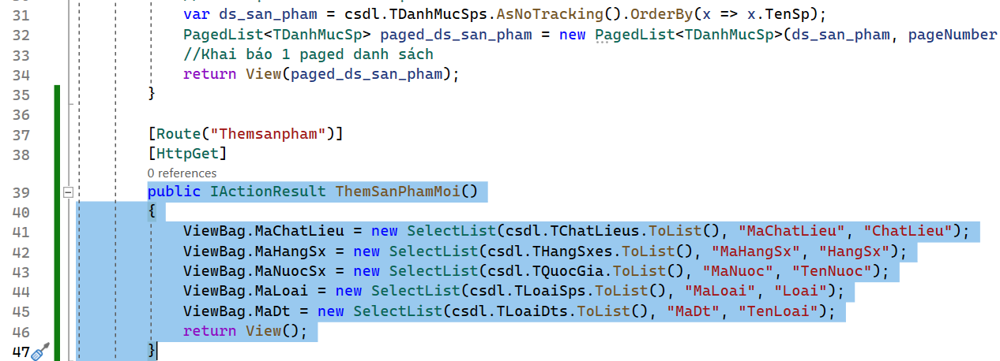 31 var ds_san_pham = csdl.TDanhMucSps.AsNoTracking().OrderBy(x => x.TenSp);
32 PagedList<TDanhMucSp> paged_ds_san_pham = new PagedList<TDanhMucSp>(ds_san_pham, pageNumber
33 //Khai báo 1 paged danh sách
34 return View(paged_ds_san_pham);
35 }
36
37 [Route("Themsanpham")]
38 [HttpGet]
0 references
39 public IActionResult ThemSanPhamMoi()
40 {
41 ViewBag.MaChatLieu = new SelectList(csdl.TChatLieus.ToList(), "MaChatLieu", "ChatLieu");
42 ViewBag.MaHangSx = new SelectList(csdl.THangSxes.ToList(), "MaHangSx", "HangSx");
43 ViewBag.MaNuocSx = new SelectList(csdl.TQuocGia.ToList(), "MaNuoc", "TenNuoc");
44 ViewBag.MaLoai = new SelectList(csdl.TLoaiSps.ToList(), "MaLoai", "Loai");
45 ViewBag.MaDt = new SelectList(csdl.TLoaiDts.ToList(), "MaDt", "TenLoai");
46 return View();
47 }